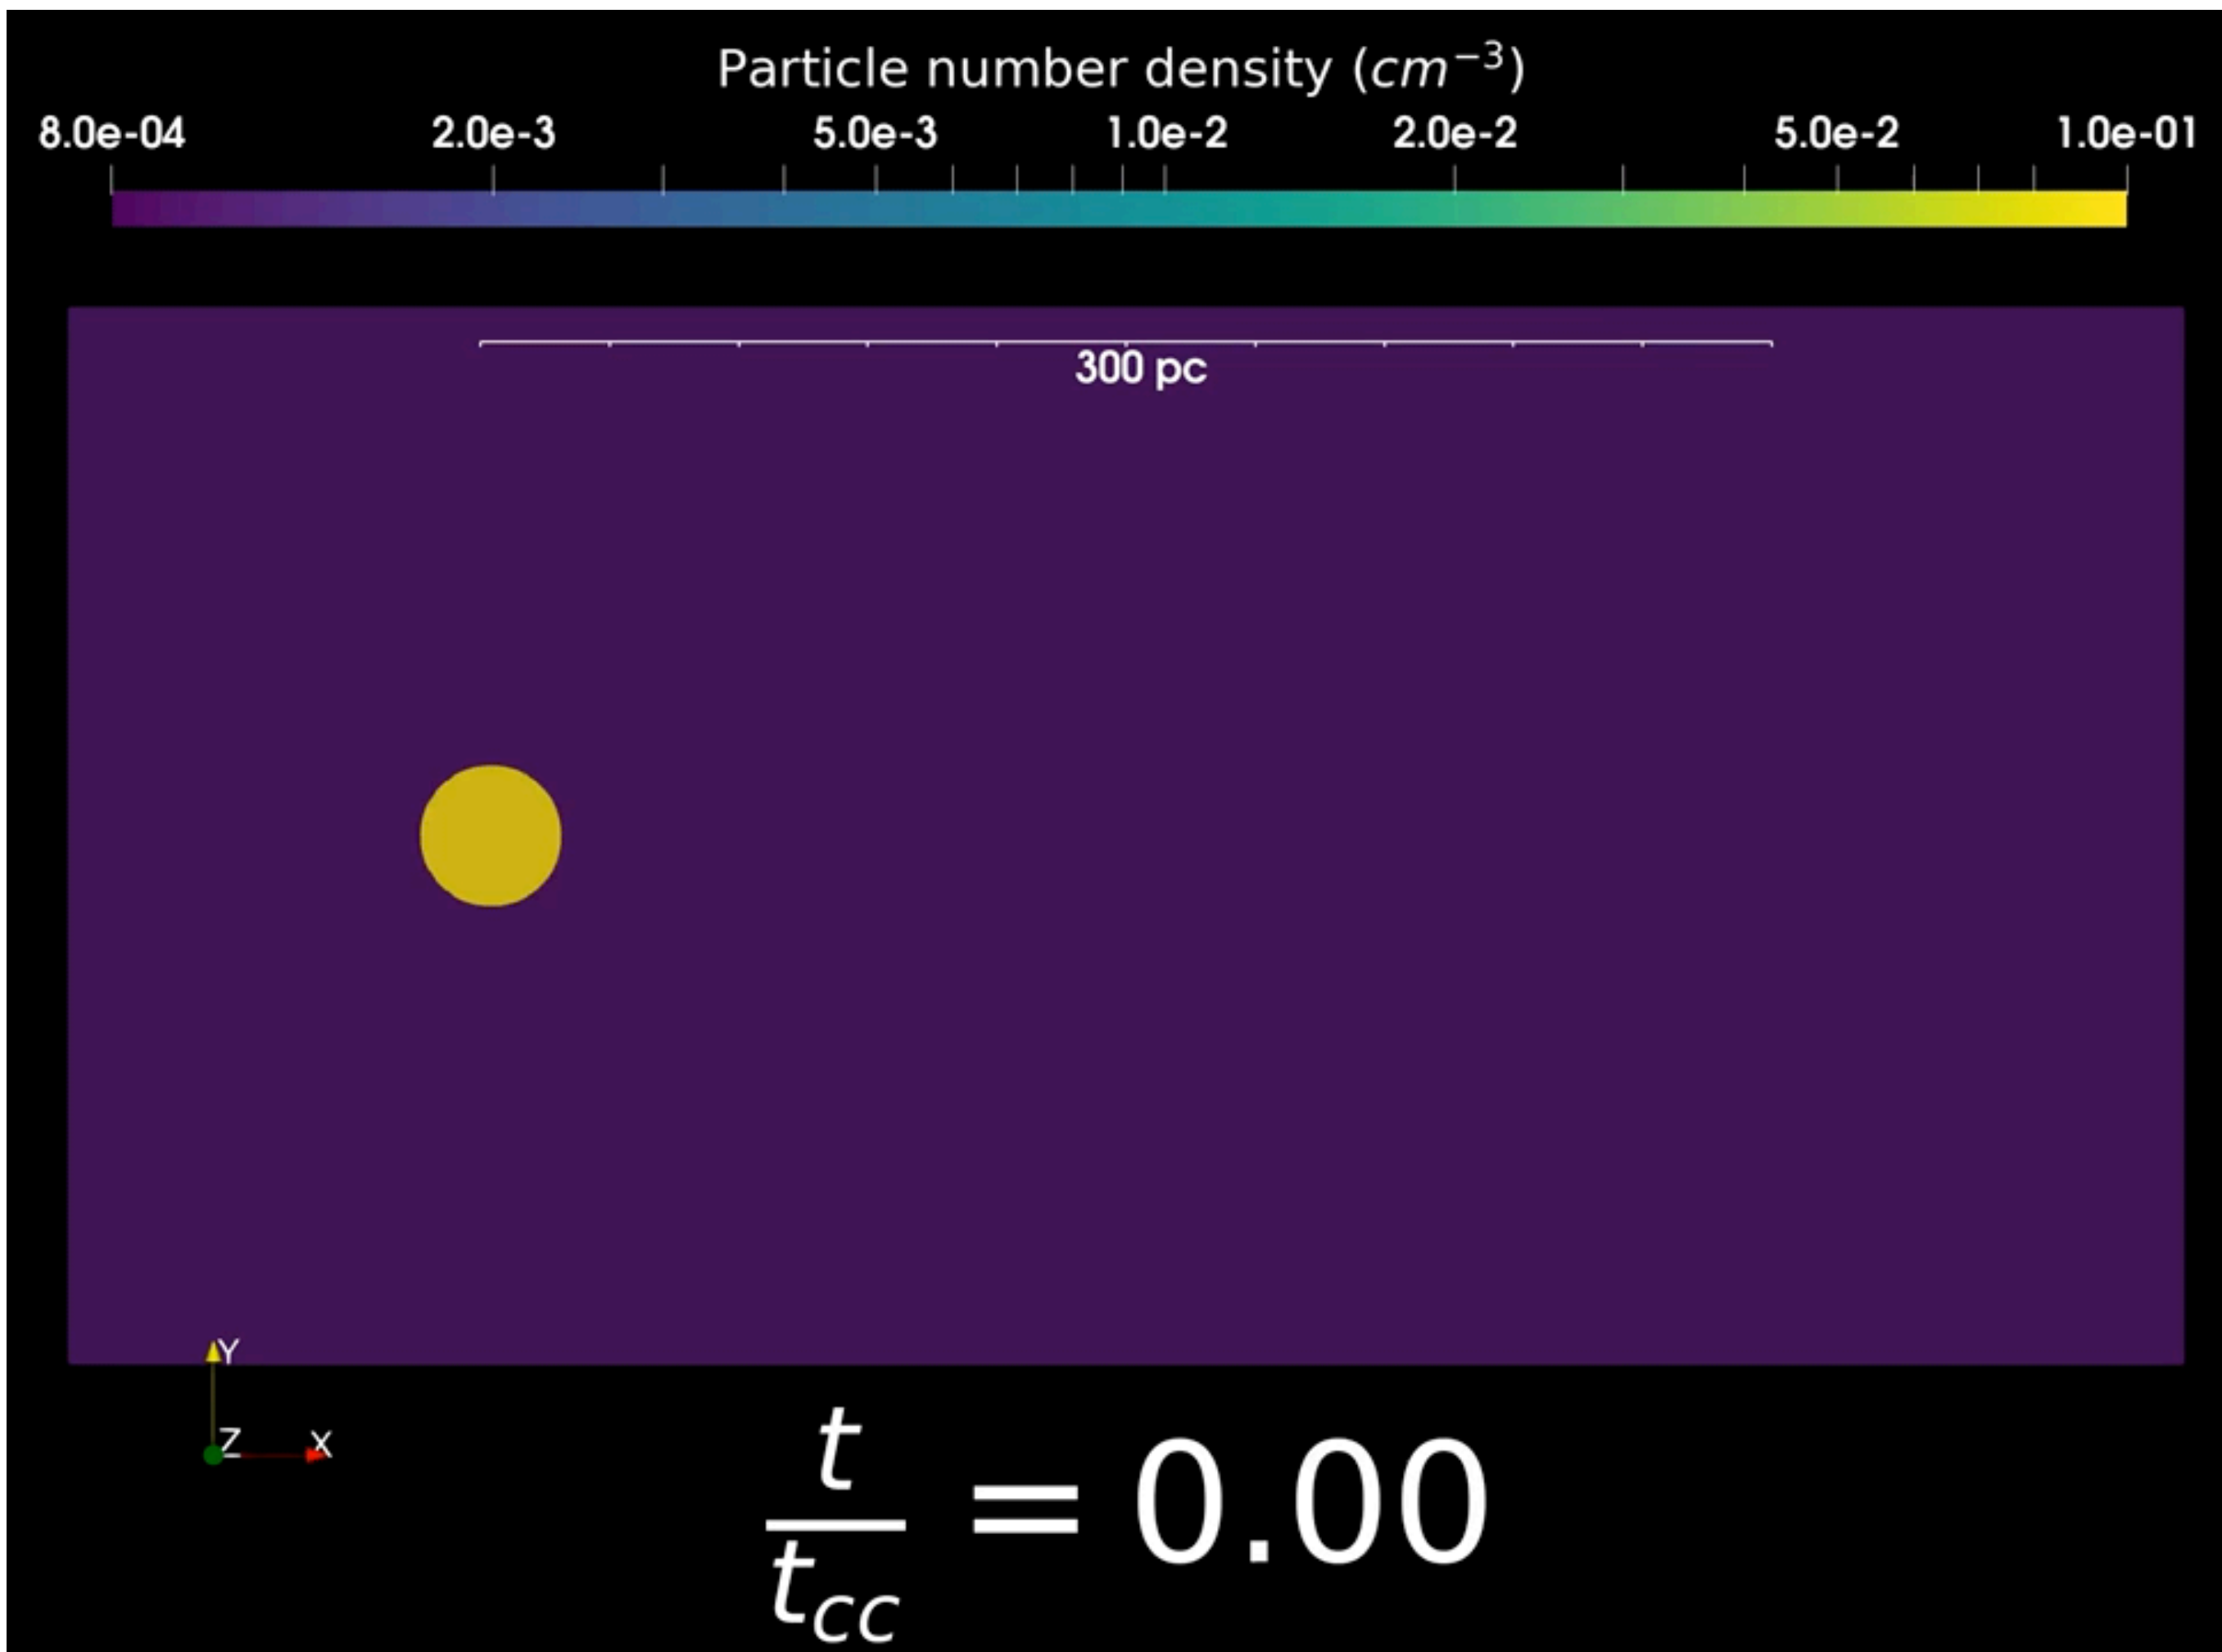 Particle number density (cm⁻³)
8.0e-04 2.0e-3 5.0e-3 1.0e-2 2.0e-2 5.0e-2 1.0e-01
300 pc
Y
Z X
t/t_cc = 0.00